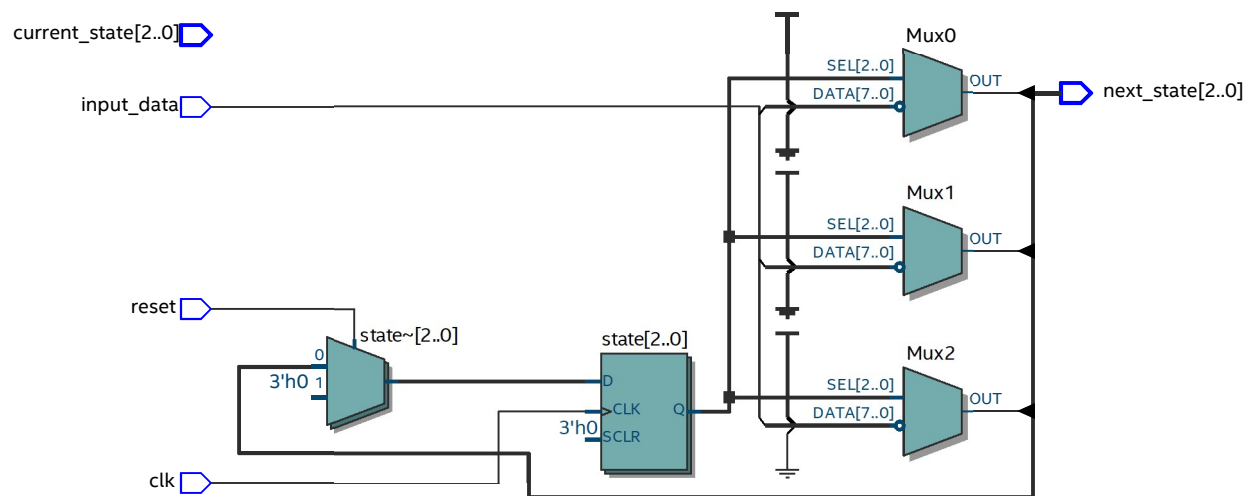 current_state[2..0]
input_data
reset
clk
0
3'h0
1
state~[2..0]
state[2..0]
D
CLK
Q
3'h0
SCLR
Mux0
SEL[2..0]
DATA[7..0]
OUT
next_state[2..0]
Mux1
SEL[2..0]
DATA[7..0]
OUT
Mux2
SEL[2..0]
DATA[7..0]
OUT